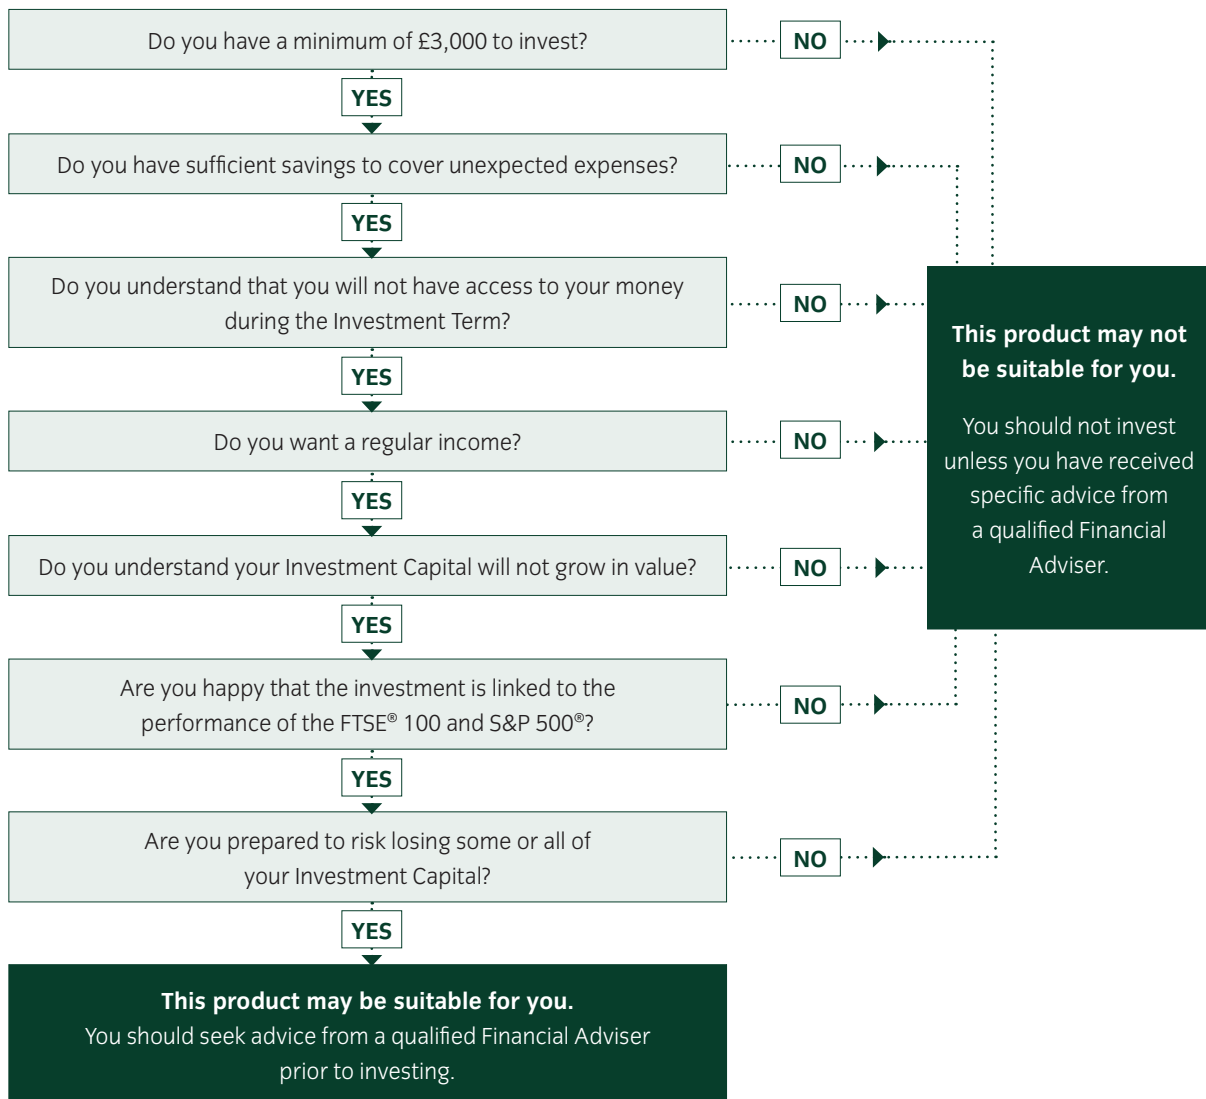 Do you have a minimum of £3,000 to invest?
NO
YES
Do you have sufficient savings to cover unexpected expenses?
NO
YES
Do you understand that you will not have access to your money
during the Investment Term?
NO
YES
Do you want a regular income?
NO
YES
Do you understand your Investment Capital will not grow in value?
NO
YES
Are you happy that the investment is linked to the
performance of the FTSE® 100 and S&P 500®?
NO
YES
Are you prepared to risk losing some or all of
your Investment Capital?
NO
YES
This product may be suitable for you.
You should seek advice from a qualified Financial Adviser
prior to investing.
This product may not
be suitable for you.
You should not invest
unless you have received
specific advice from
a qualified Financial
Adviser.